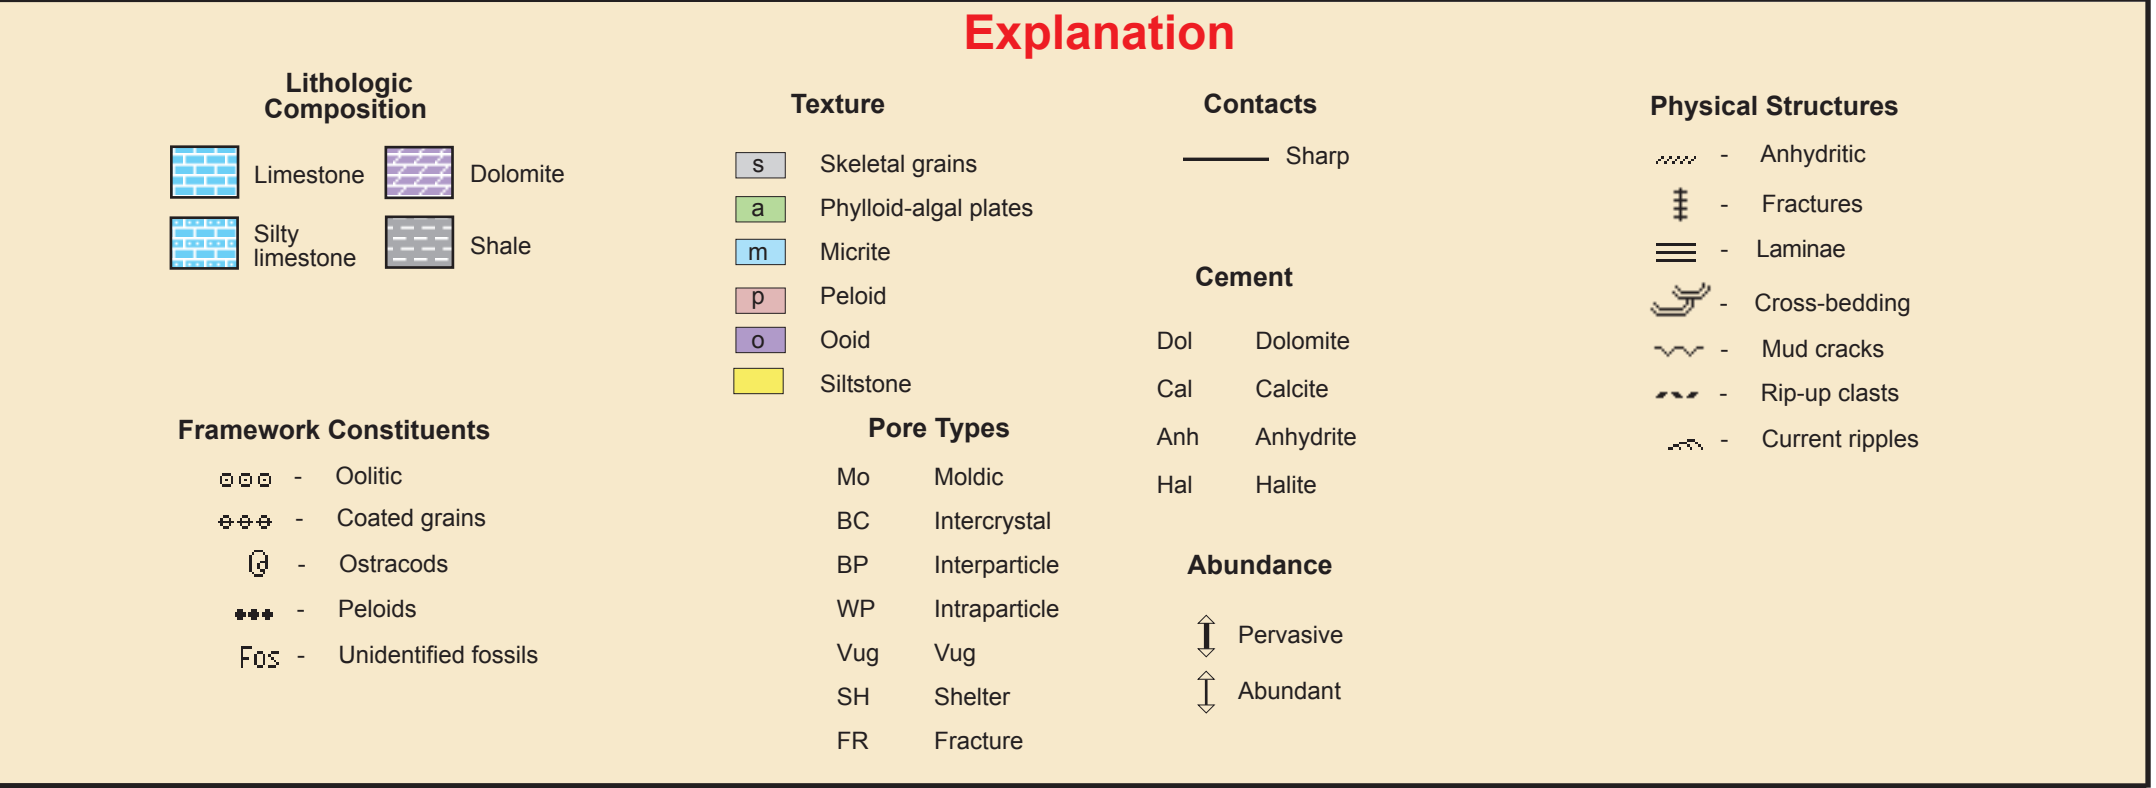 Explanation
Lithologic
Composition
Limestone
Dolomite
Silty
limestone
Shale
Framework Constituents
- Oolitic
- Coated grains
- Ostracods
- Peloids
Fos - Unidentified fossils
Texture
s Skeletal grains
a Phylloid-algal plates
m Micrite
p Peloid
o Ooid
Siltstone
Pore Types
Mo Moldic
BC Intercrystal
BP Interparticle
WP Intraparticle
Vug Vug
SH Shelter
FR Fracture
Contacts
Sharp
Cement
Dol Dolomite
Cal Calcite
Anh Anhydrite
Hal Halite
Abundance
Pervasive
Abundant
Physical Structures
- Anhydritic
- Fractures
- Laminae
- Cross-bedding
- Mud cracks
- Rip-up clasts
- Current ripples